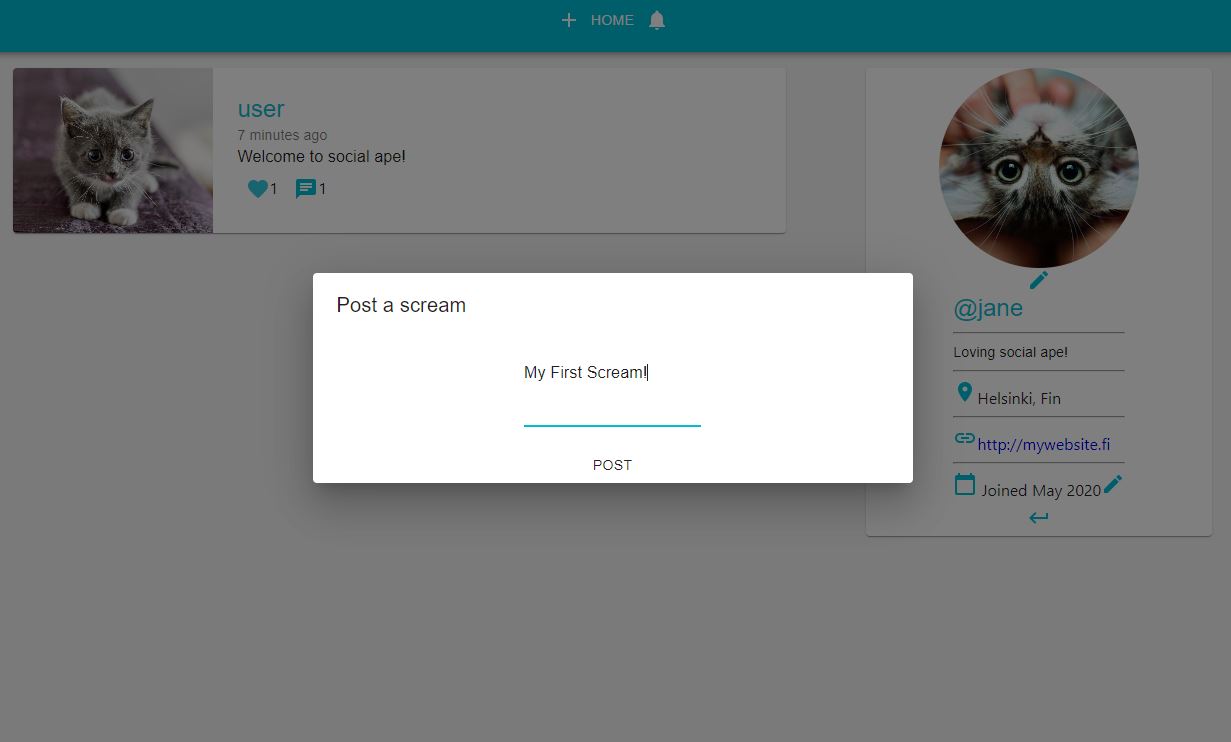 HOME
user
7 minutes ago
Welcome to social ape!
1 1
Post a scream
My First Scream!
POST
@jane
Loving social ape!
Helsinki, Fin
http://mywebsite.fi
Joined May 2020